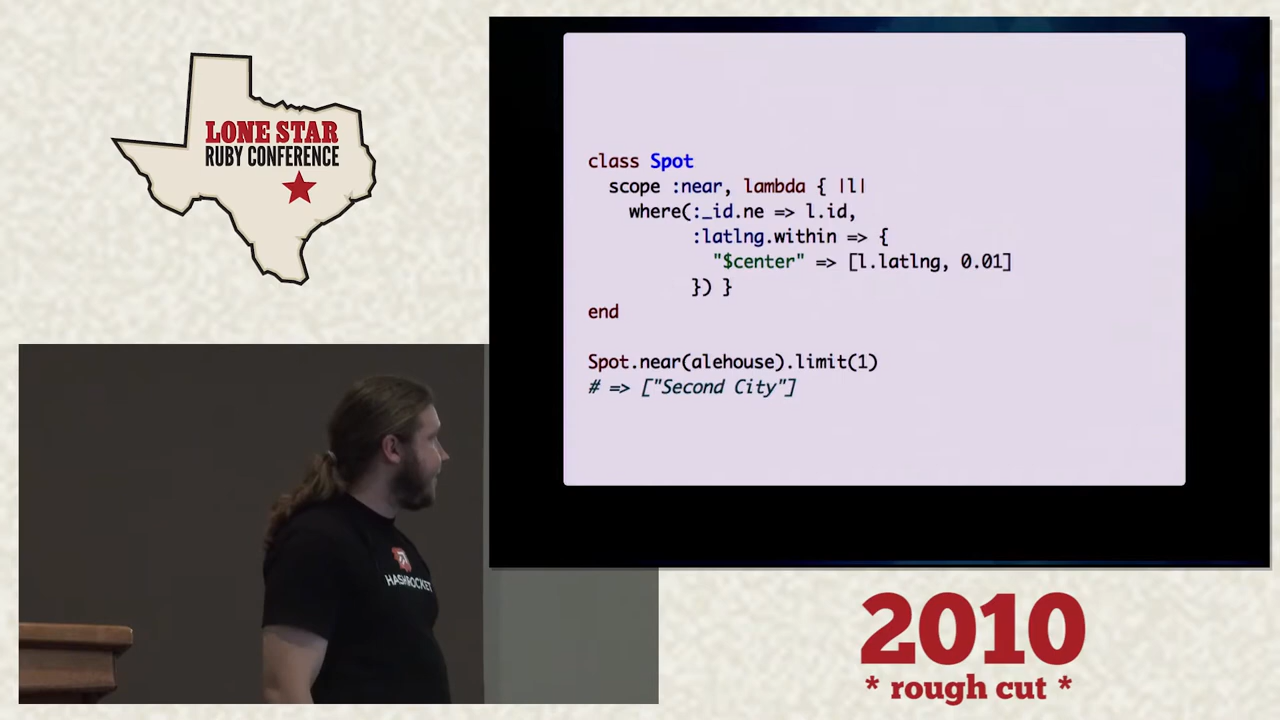 LONE STAR
RUBY CONFERENCE
class Spot
  scope :near, lambda { |l|
    where(:_id.ne => l.id,
          :latlng.within => {
            "$center" => [l.latlng, 0.01]
          }) }
end

Spot.near(alehouse).limit(1)
# => ["Second City"]
HASHROCKET
2010
* rough cut *